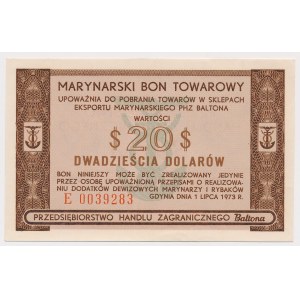 MARYNARSKI BON TOWAROWY
UPOWAŻNIA DO POBRANIA TOWARÓW W SKLEPACH
EKSPORTU MARYNARSKIEGO PHZ BALTONA
WARTOŚCI
$ 20 $
DWADZIEŚCIA DOLARÓW
BON NINIEJSZY MOŻE BYĆ ZREALIZOWANY JEDYNIE
PRZEZ OSOBĘ UPOWAŻNIONĄ PRZEPISAMI O REALIZOWA-
NIU DODATKÓW DEWIZOWYCH MARYNARZY I RYBAKÓW
E 0039283 GDYNIA DN 1 LIPCA 1973 R.
PRZEDSIĘBIORSTWO HANDLU ZAGRANICZNEGO Baltona